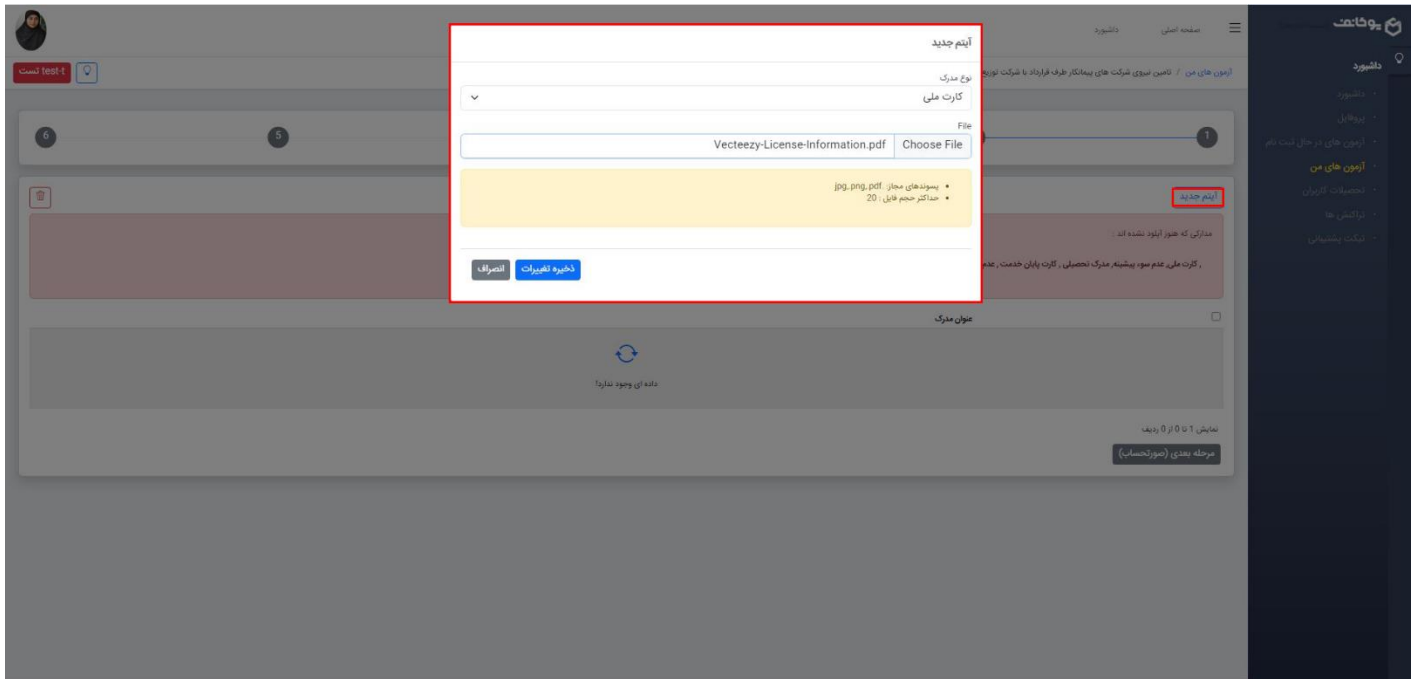 یوکانت
صفحه اصلی
داشبورد
test-t تست
آزمون های من / تامین نیروی شرکت های پیمانکار طرف قرارداد با شرکت توزیع
داشبورد
داشبورد
پروفایل
آزمون های در حال ثبت نام
آزمون های من
تحصیلات کاربران
تراکنش ها
تیکت پشتیبانی
1
5
6
آیتم جدید
مدارکی که هنوز آپلود نشده اند :
, کارت ملی, عدم سوء پیشینه, مدرک تحصیلی , کارت پایان خدمت , عدم
عنوان مدرک
داده ای وجود ندارد!
نمایش 1 تا 0 از 0 ردیف
مرحله بعدی (صورتحساب)
آیتم جدید
نوع مدرک
کارت ملی
File
Choose File Vecteezy-License-Information.pdf
پسوندهای مجاز: .jpg,.png,.pdf
حداکثر حجم فایل : 20
ذخیره تغییرات
انصراف